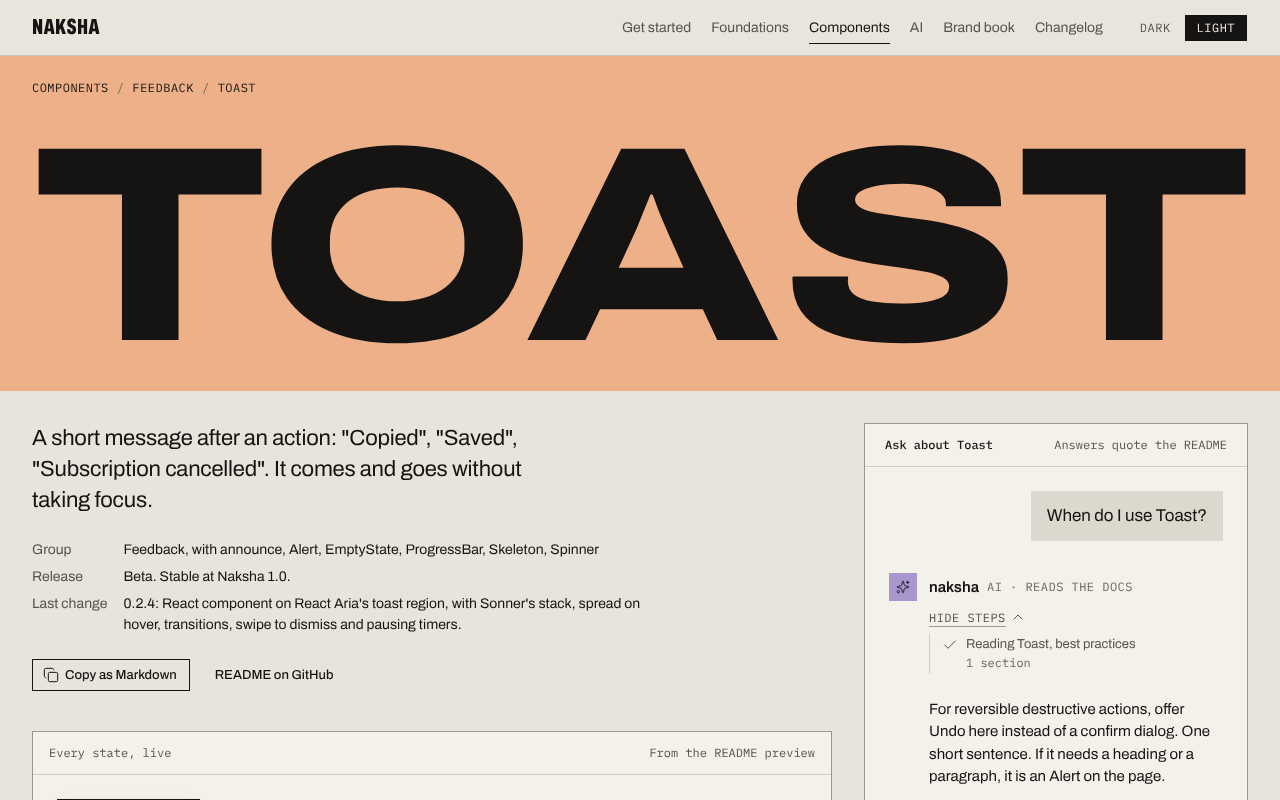 NAKSHA
Get started Foundations Components AI Brand book Changelog DARK LIGHT
COMPONENTS / FEEDBACK / TOAST
TOAST
A short message after an action: "Copied", "Saved",
"Subscription cancelled". It comes and goes without
taking focus.
Group Feedback, with announce, Alert, EmptyState, ProgressBar, Skeleton, Spinner
Release Beta. Stable at Naksha 1.0.
Last change 0.2.4: React component on React Aria's toast region, with Sonner's stack, spread on
hover, transitions, swipe to dismiss and pausing timers.
Copy as Markdown README on GitHub
Every state, live From the README preview
Ask about Toast Answers quote the README
When do I use Toast?
naksha AI · READS THE DOCS
HIDE STEPS
Reading Toast, best practices
1 section
For reversible destructive actions, offer
Undo here instead of a confirm dialog. One
short sentence. If it needs a heading or a
paragraph, it is an Alert on the page.